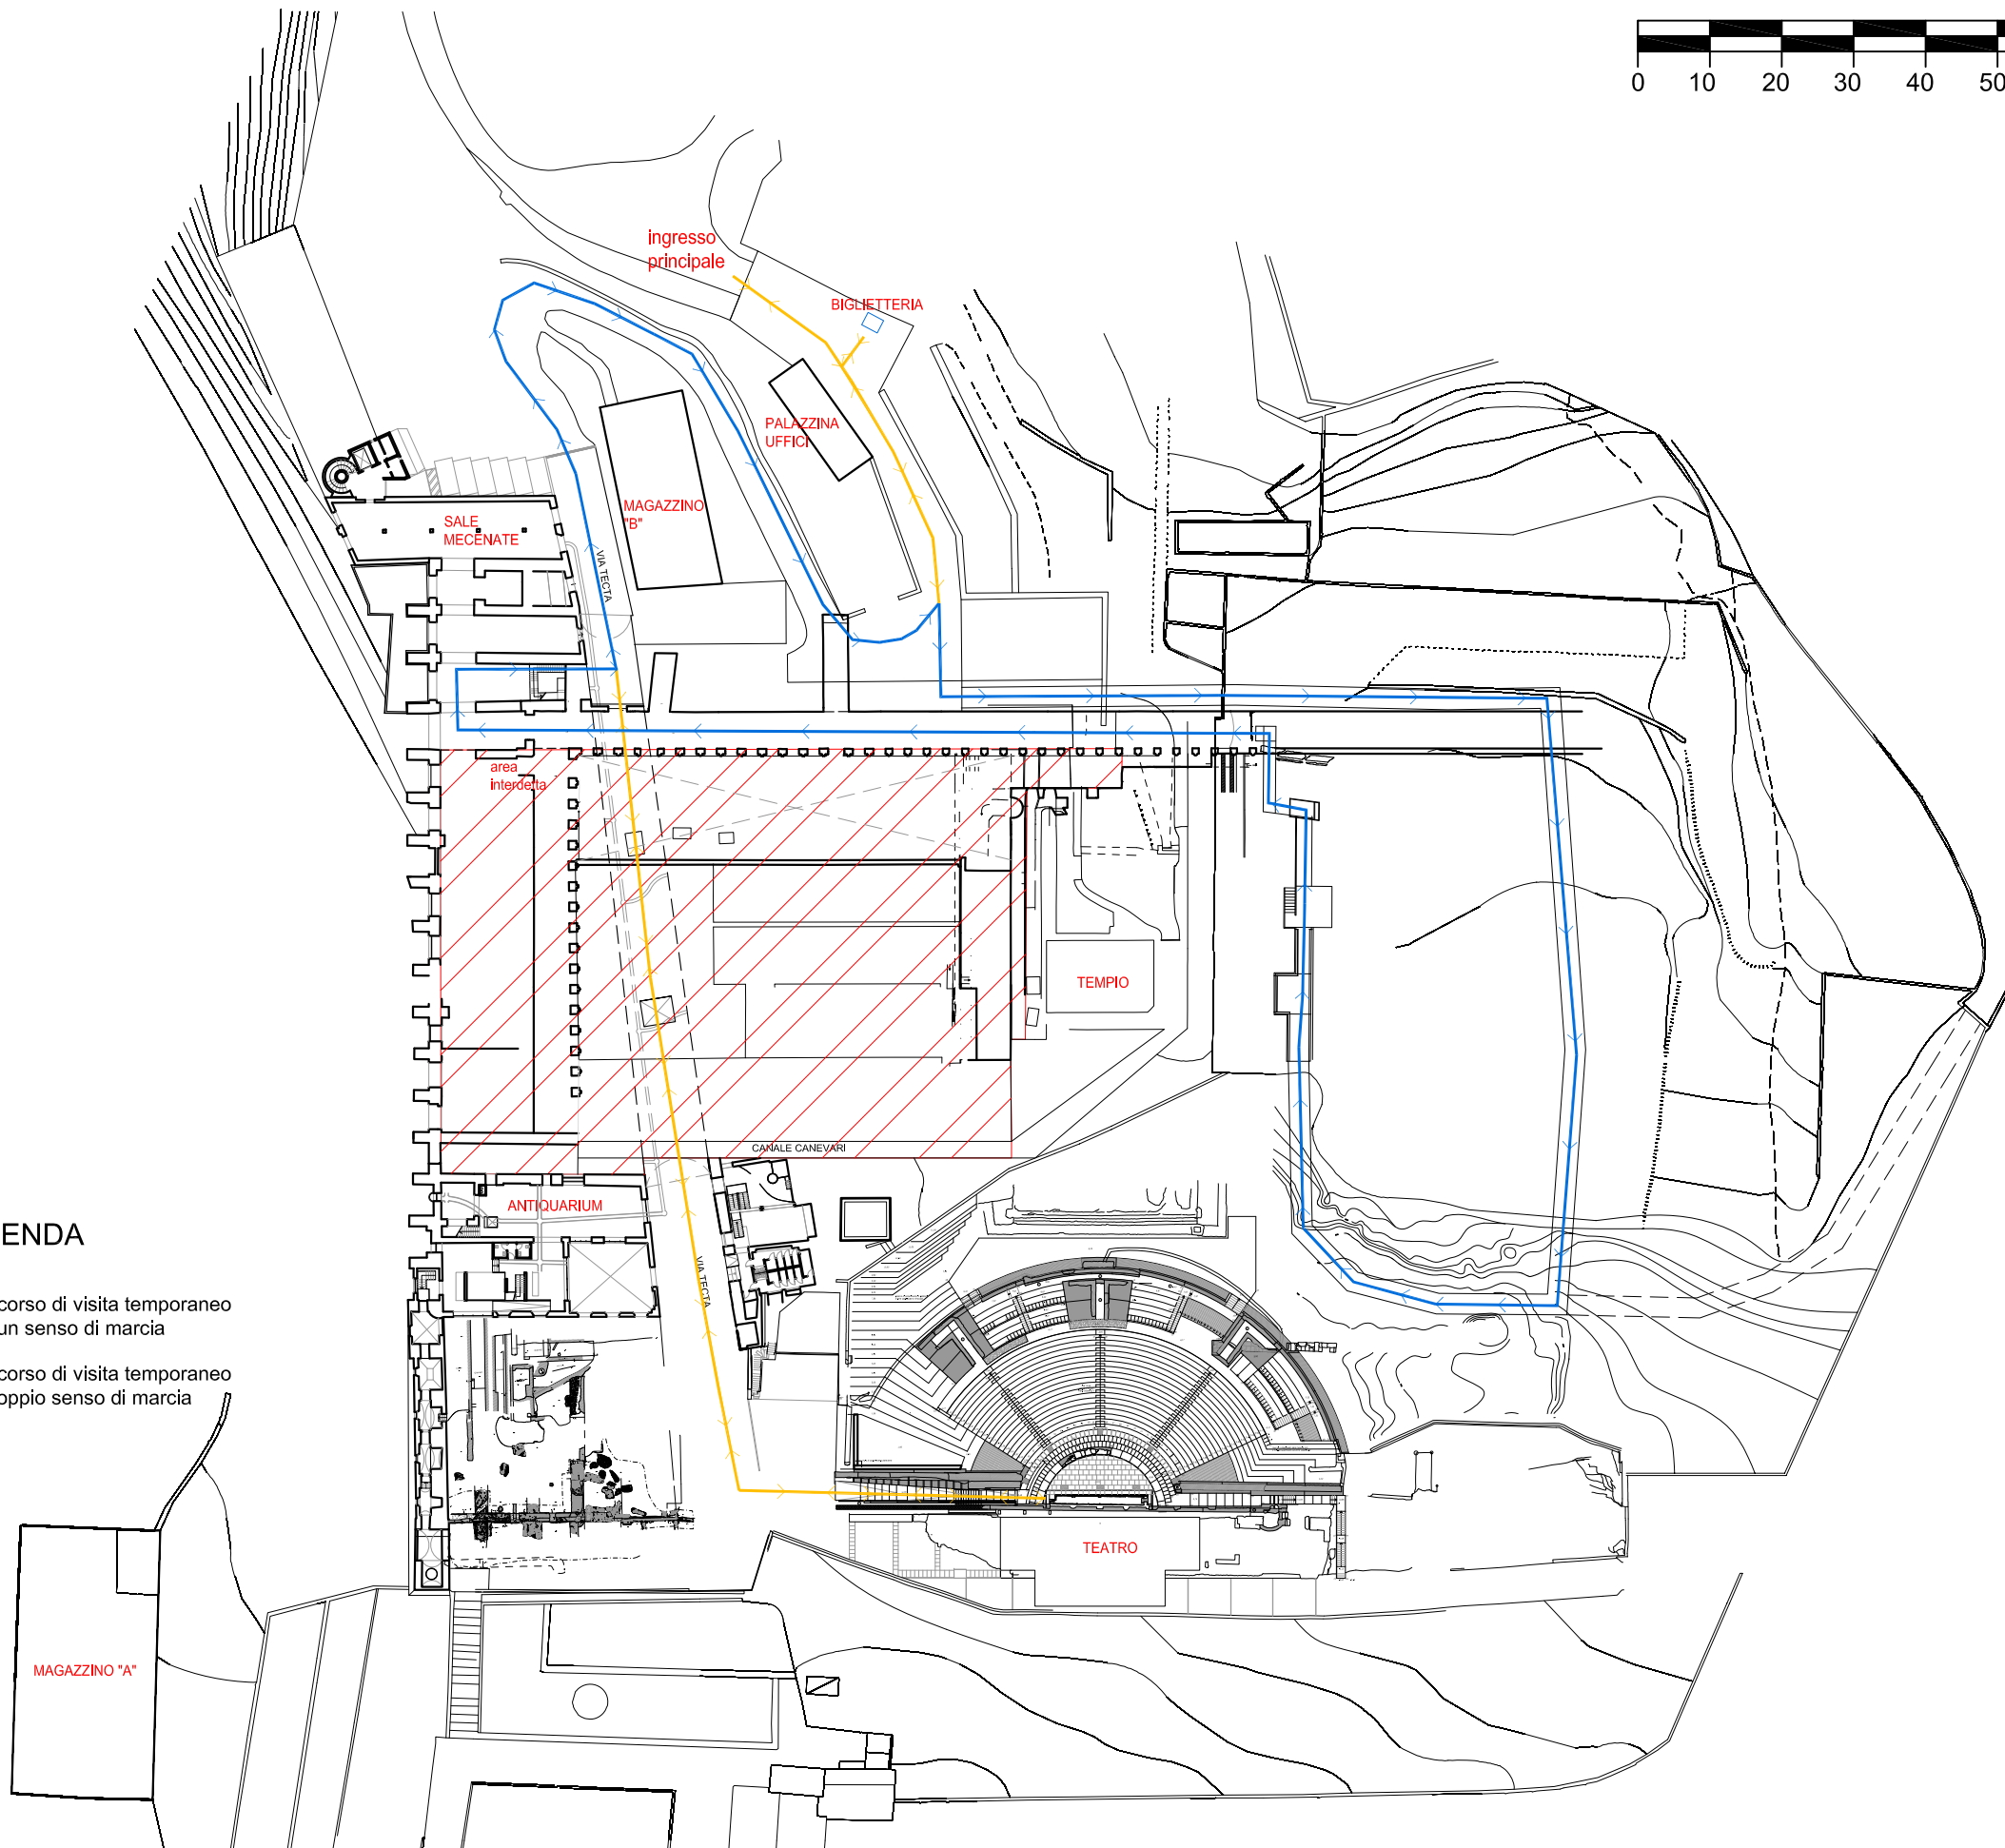 0 10 20 30 40 50
ingresso
principale
BIGLIETTERIA
PALAZZINA
UFFICI
MAGAZZINO
"B"
SALE
MECENATE
VIA TECTA
area
interdetta
TEMPIO
CANALE CANEVARI
ANTIQUARIUM
VIA TECTA
ENDA
corso di visita temporaneo
un senso di marcia
corso di visita temporaneo
oppio senso di marcia
TEATRO
MAGAZZINO "A"